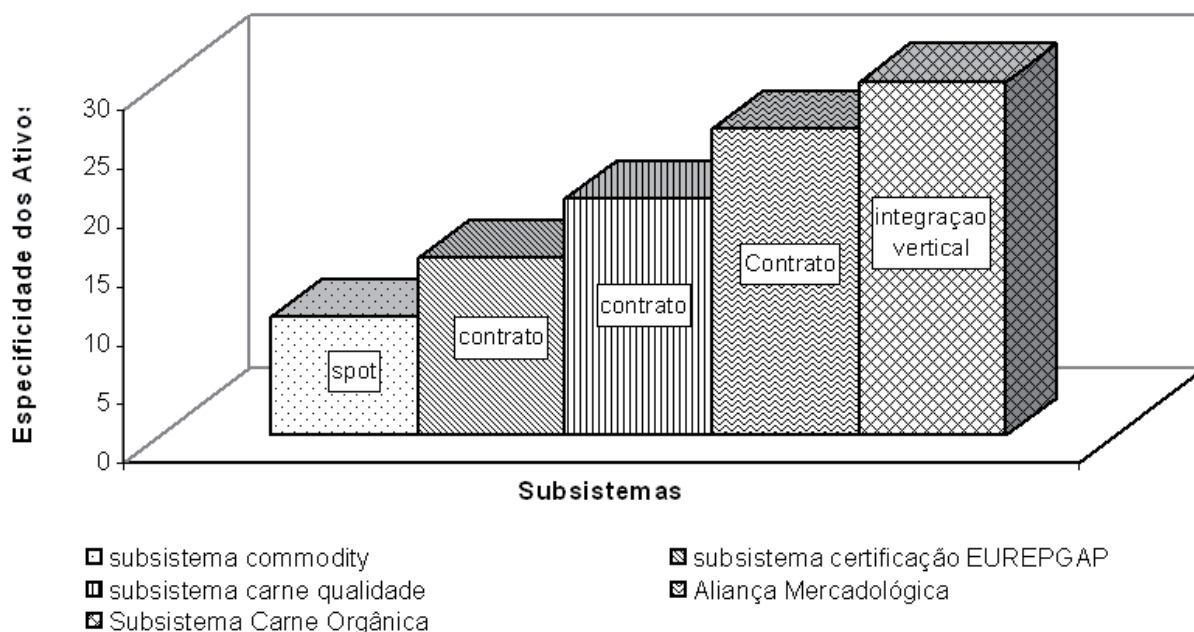 Especificidade dos Ativos
30
25
20
15
10
5
0
spot
contrato
contrato
Contrato
integraçao
vertical
Subsistemas
subsistema commodity
subsistema certificação EUREPGAP
subsistema carne qualidade
Aliança Mercadológica
Subsistema Carne Orgânica